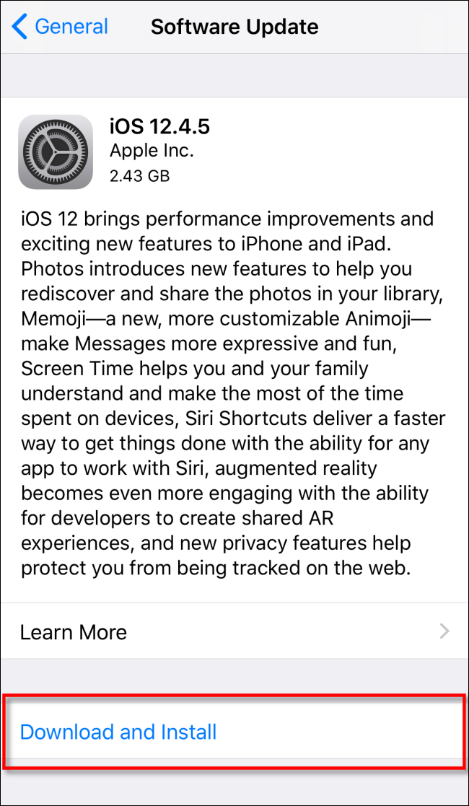 General
Software Update
iOS 12.4.5
Apple Inc.
2.43 GB
iOS 12 brings performance improvements and
exciting new features to iPhone and iPad.
Photos introduces new features to help you
rediscover and share the photos in your library,
Memoji—a new, more customizable Animoji—
make Messages more expressive and fun,
Screen Time helps you and your family
understand and make the most of the time
spent on devices, Siri Shortcuts deliver a faster
way to get things done with the ability for any
app to work with Siri, augmented reality
becomes even more engaging with the ability
for developers to create shared AR
experiences, and new privacy features help
protect you from being tracked on the web.
Learn More
Download and Install